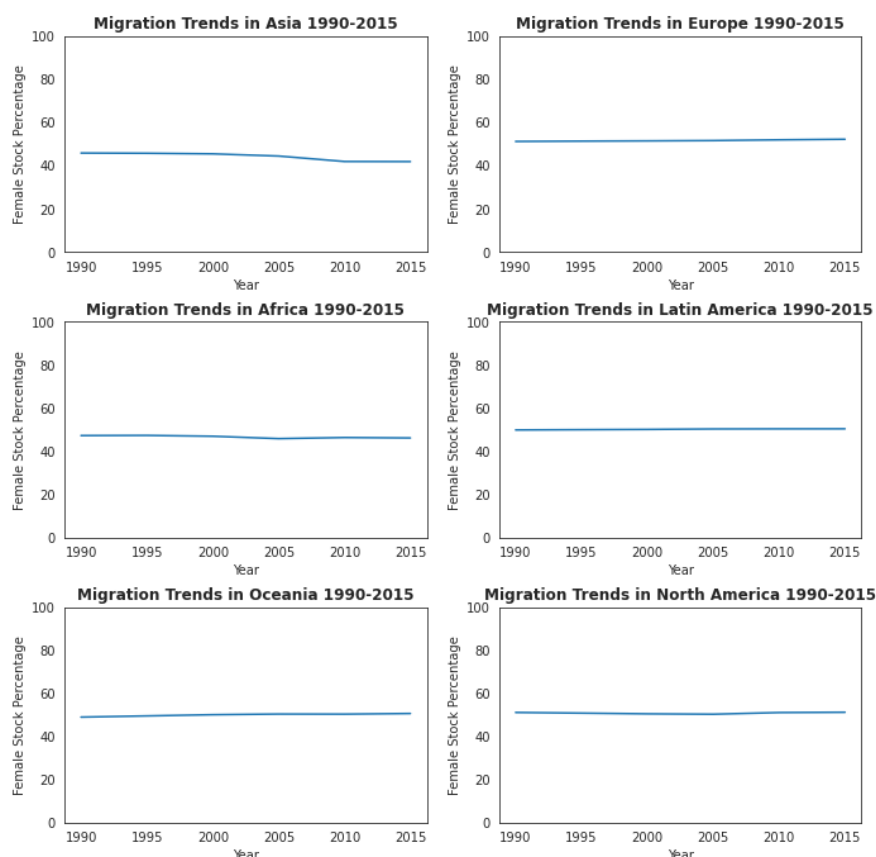 Migration Trends in Asia 1990-2015
Female Stock Percentage
100
80
60
40
20
0
1990 1995 2000 2005 2010 2015
Year
Migration Trends in Europe 1990-2015
Female Stock Percentage
100
80
60
40
20
0
1990 1995 2000 2005 2010 2015
Year
Migration Trends in Africa 1990-2015
Female Stock Percentage
100
80
60
40
20
0
1990 1995 2000 2005 2010 2015
Year
Migration Trends in Latin America 1990-2015
Female Stock Percentage
100
80
60
40
20
0
1990 1995 2000 2005 2010 2015
Year
Migration Trends in Oceania 1990-2015
Female Stock Percentage
100
80
60
40
20
0
1990 1995 2000 2005 2010 2015
Year
Migration Trends in North America 1990-2015
Female Stock Percentage
100
80
60
40
20
0
1990 1995 2000 2005 2010 2015
Year